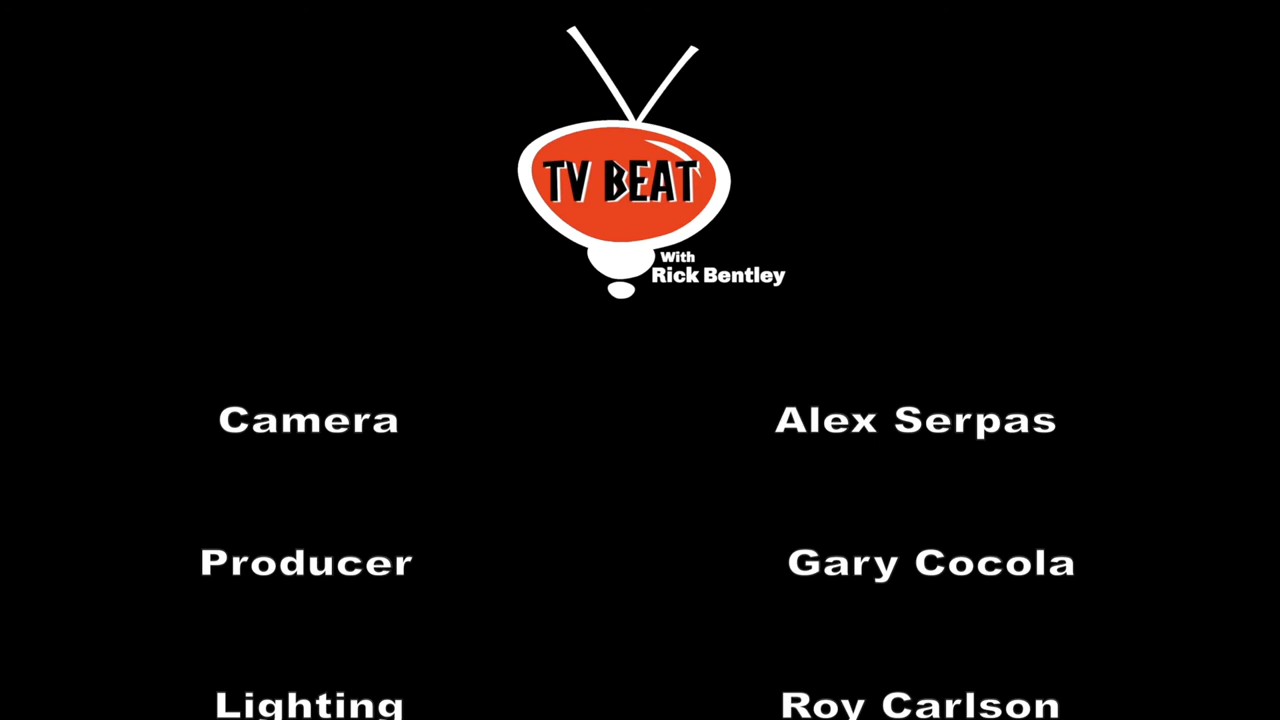 TV BEAT
With
Rick Bentley
Camera Alex Serpas
Producer Gary Cocola
Lighting Roy Carlson